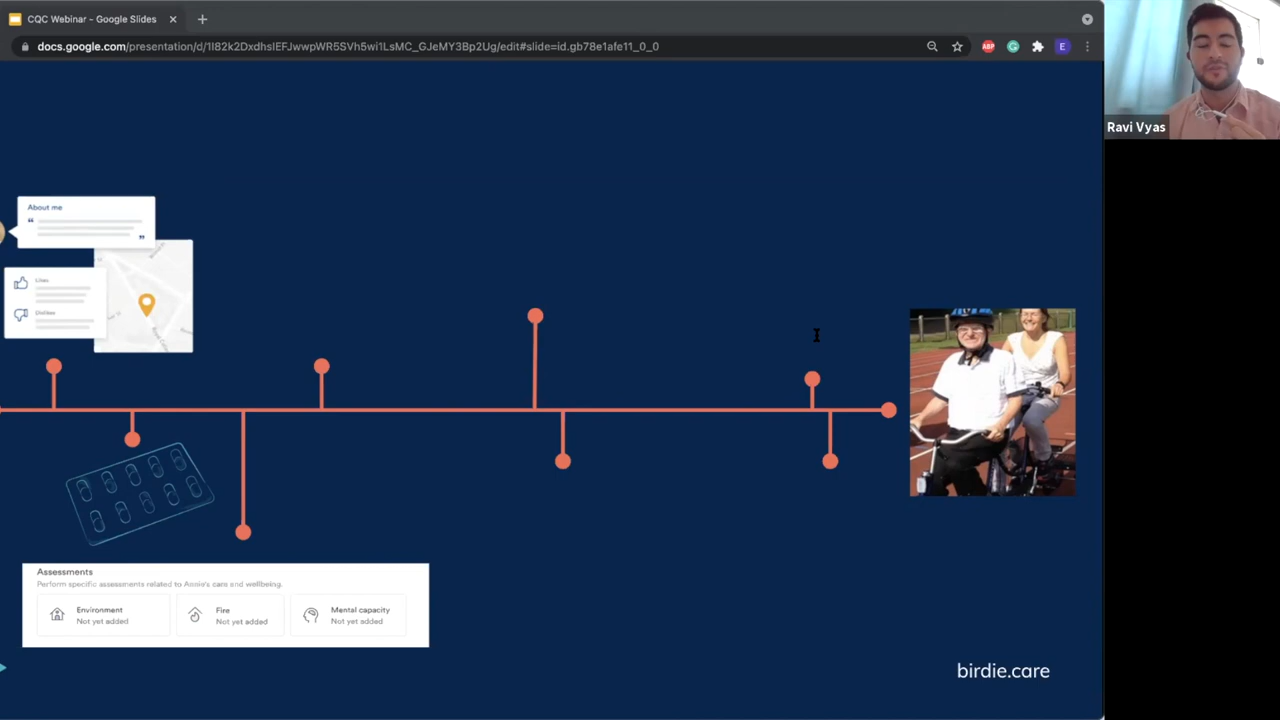 CQC Webinar - Google Slides
docs.google.com/presentation/d/1I82k2DxdhsIEFJwwpWR5SVh5wi1LsMC_GJeMY3Bp2Ug/edit#slide=id.gb78e1afe11_0_0
ABP
E
Ravi Vyas
About me
Likes
Dislikes
Assessments
Perform specific assessments related to Annie's care and wellbeing.
Environment
Not yet added
Fire
Not yet added
Mental capacity
Not yet added
birdie.care